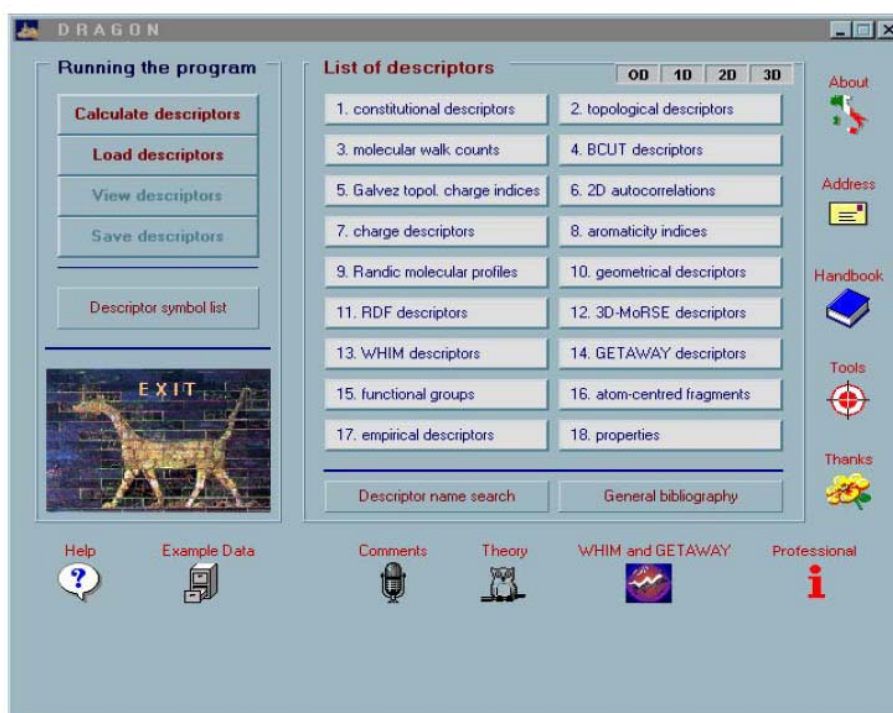 DRAGON
Running the program
Calculate descriptors
Load descriptors
View descriptors
Save descriptors
Descriptor symbol list
EXIT
List of descriptors
0D 1D 2D 3D
1. constitutional descriptors
2. topological descriptors
3. molecular walk counts
4. BCUT descriptors
5. Galvez topol. charge indices
6. 2D autocorrelations
7. charge descriptors
8. aromaticity indices
9. Randic molecular profiles
10. geometrical descriptors
11. RDF descriptors
12. 3D-MoRSE descriptors
13. WHIM descriptors
14. GETAWAY descriptors
15. functional groups
16. atom-centred fragments
17. empirical descriptors
18. properties
Descriptor name search
General bibliography
About
Address
Handbook
Tools
Thanks
Help
Example Data
Comments
Theory
WHIM and GETAWAY
Professional